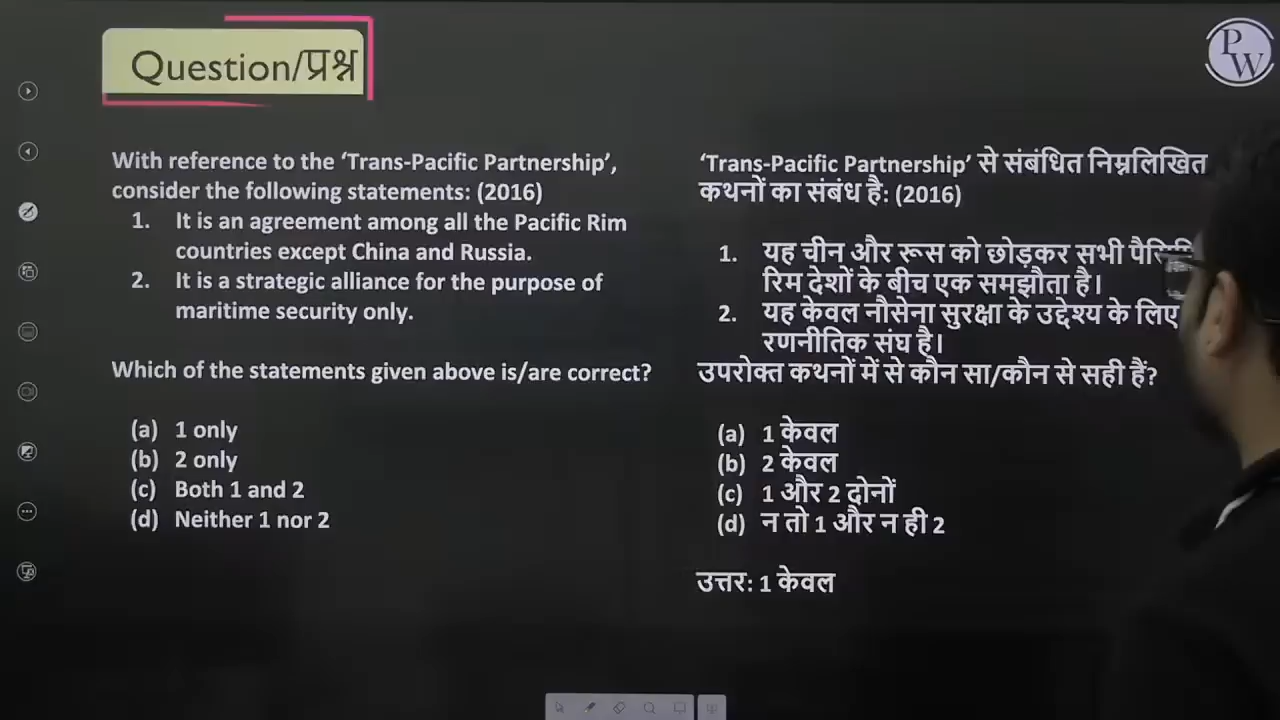 Question/प्रश्न
PW
With reference to the ‘Trans-Pacific Partnership’,
consider the following statements: (2016)
1. It is an agreement among all the Pacific Rim
countries except China and Russia.
2. It is a strategic alliance for the purpose of
maritime security only.
Which of the statements given above is/are correct?
(a) 1 only
(b) 2 only
(c) Both 1 and 2
(d) Neither 1 nor 2
‘Trans-Pacific Partnership’ से संबंधित निम्नलिखित
कथनों का संबंध है: (2016)
1. यह चीन और रूस को छोड़कर सभी
रिम देशों के बीच एक समझौता है।
2. यह केवल नौसेना सुरक्षा के उद्देश्य के लिए
रणनीतिक संघ है।
उपरोक्त कथनों में से कौन सा/कौन से सही हैं?
(a) 1 केवल
(b) 2 केवल
(c) 1 और 2 दोनों
(d) न तो 1 और न ही 2
उत्तर: 1 केवल